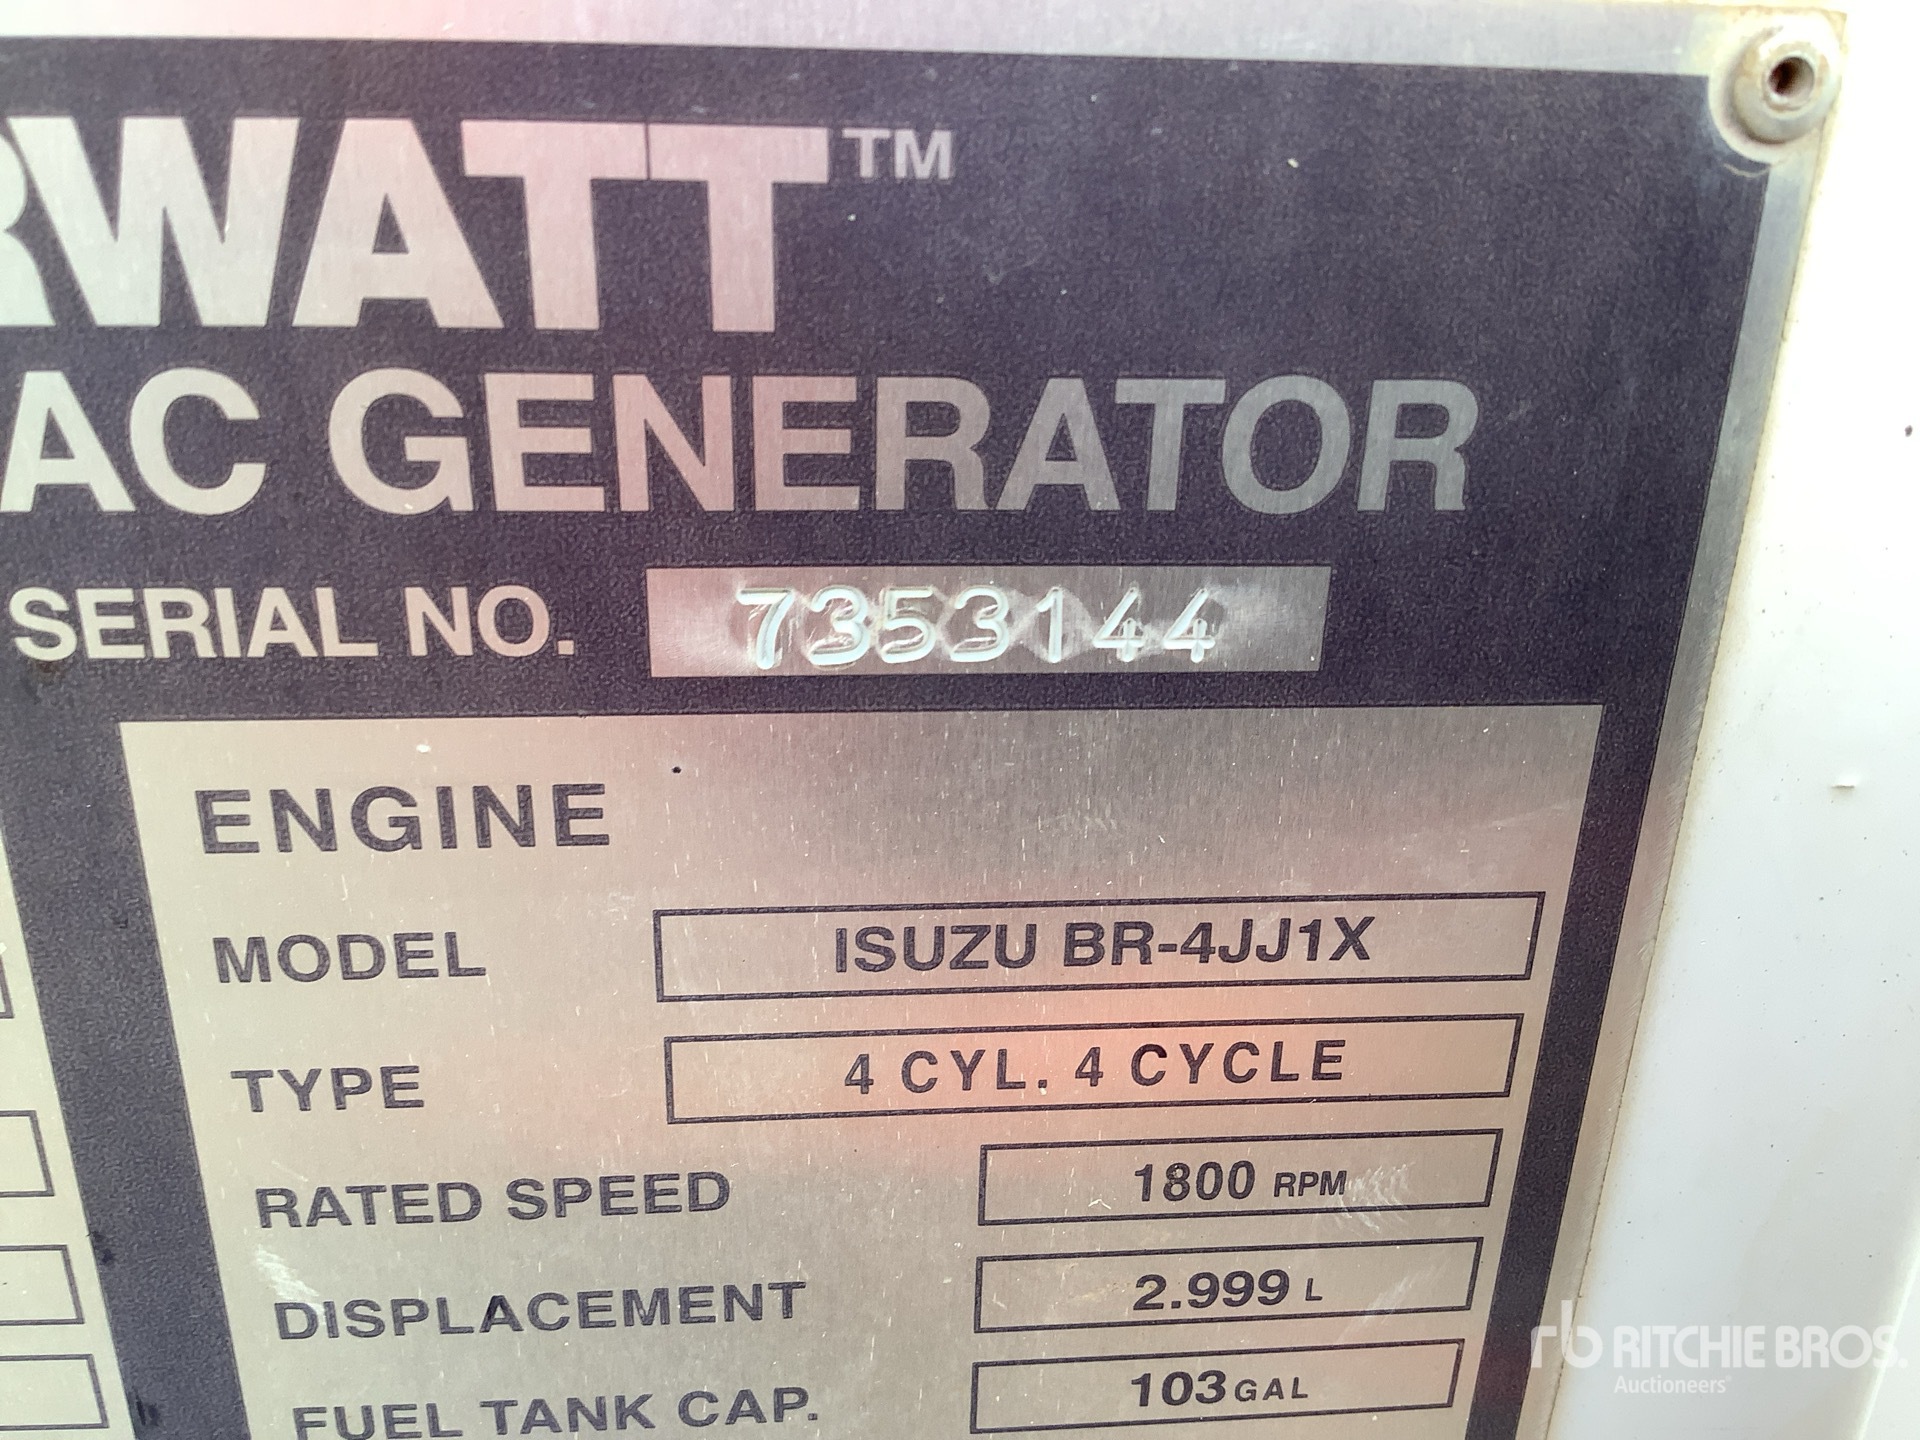 RWATT™
AC GENERATOR
SERIAL NO. 7353144
ENGINE
MODEL ISUZU BR-4JJ1X
TYPE 4 CYL. 4 CYCLE
RATED SPEED 1800 RPM
DISPLACEMENT 2.999 L
FUEL TANK CAP. 103 GAL
rb RITCHIE BROS.
Auctioneers